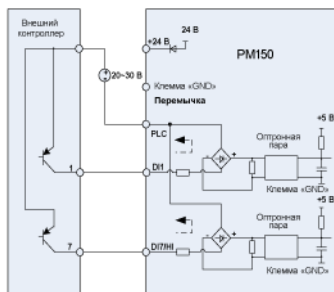 Внешний
контроллер
24 В
+24 В
PM150
20~30 В
Клемма «GND»
Перемычка
+5 В
PLC
Оптронная
пара
1
DI1
Клемма «GND»
+5 В
Оптронная
пара
7
DI7/HI
Клемма «GND»